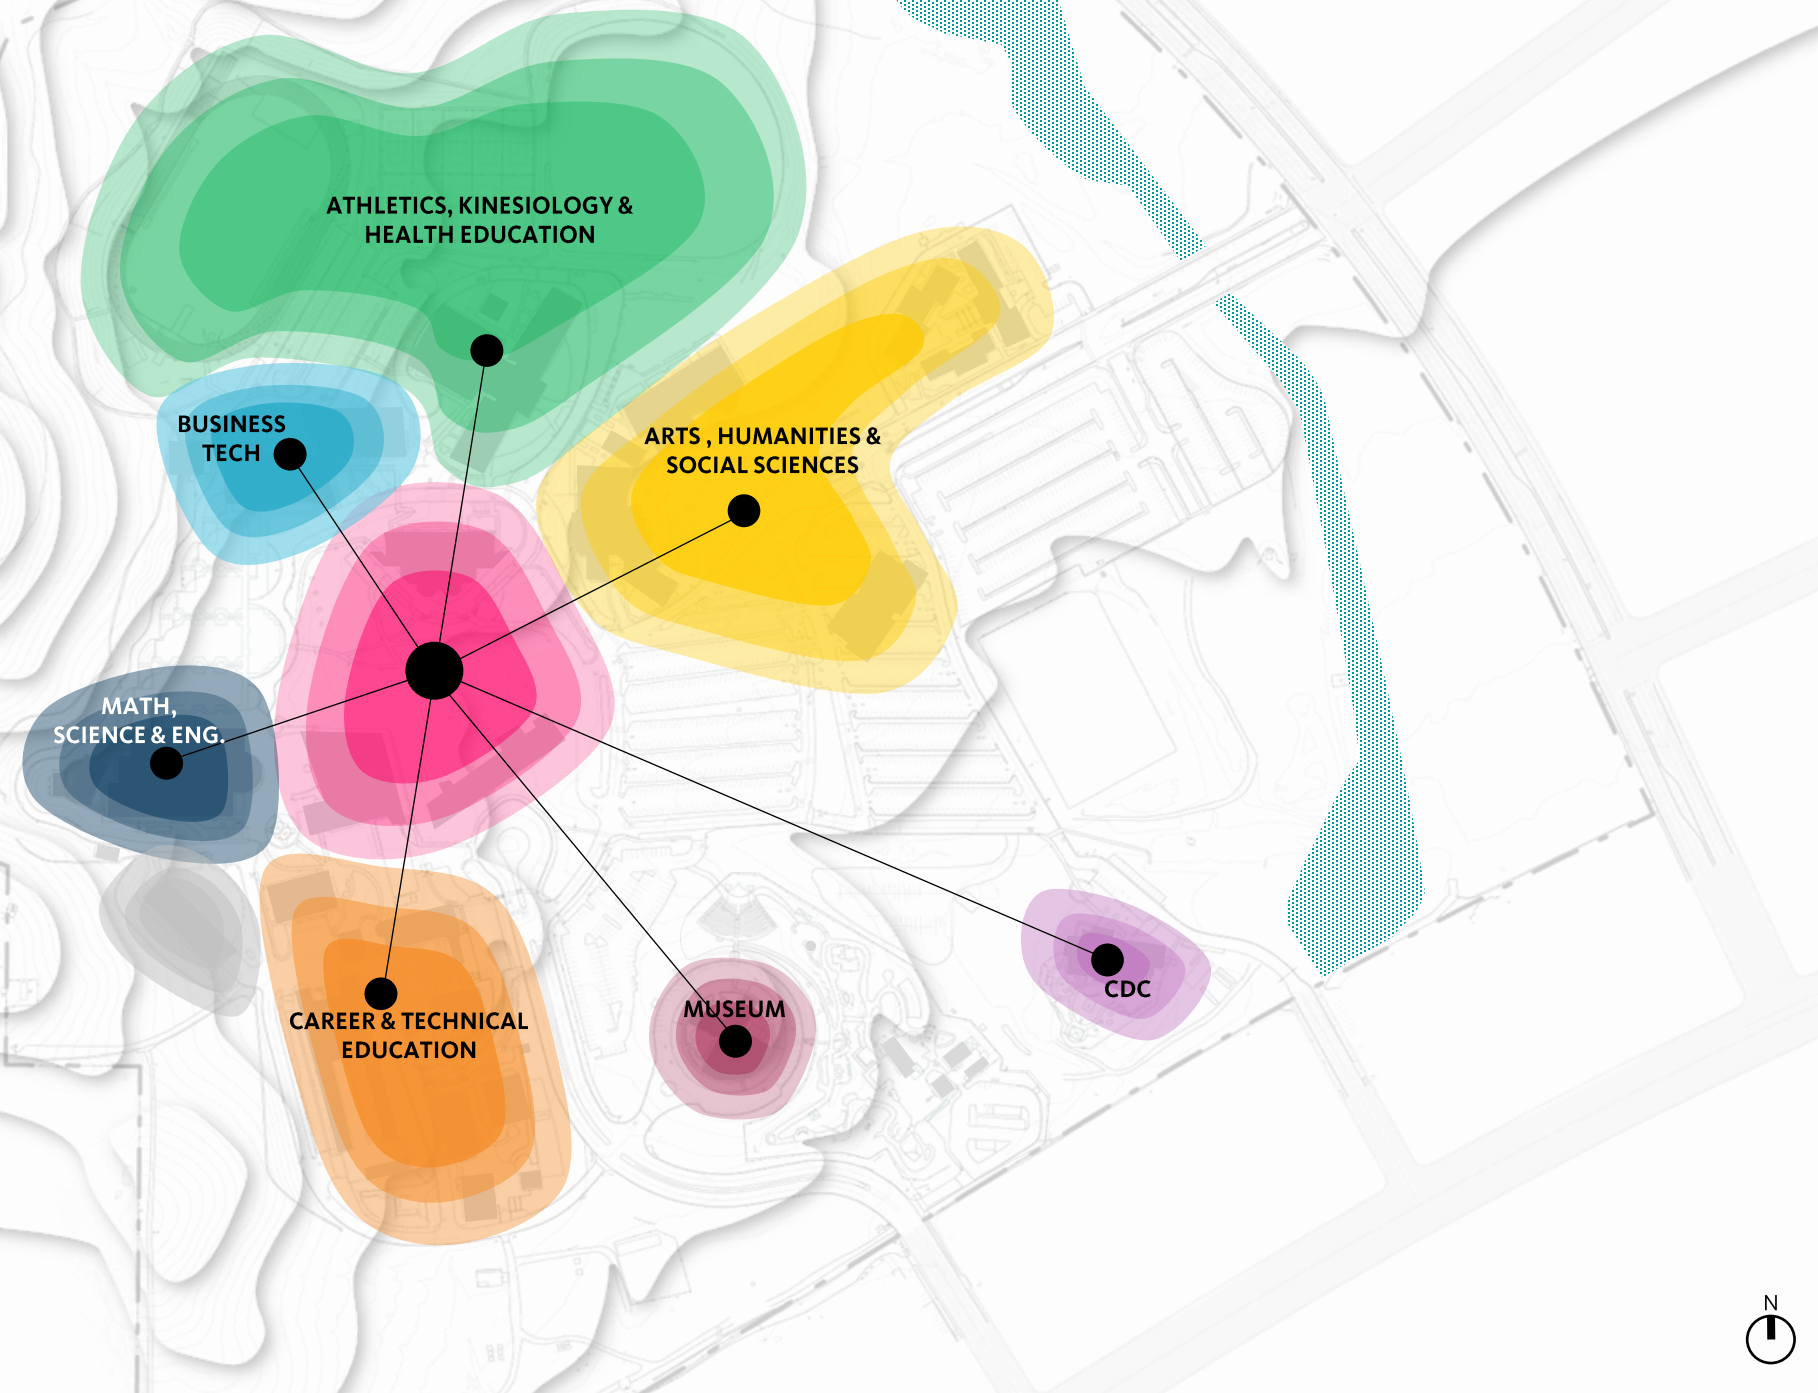 ATHLETICS, KINESIOLOGY &
HEALTH EDUCATION
BUSINESS
TECH
ARTS , HUMANITIES &
SOCIAL SCIENCES
MATH,
SCIENCE & ENG.
CDC
MUSEUM
CAREER & TECHNICAL
EDUCATION
N